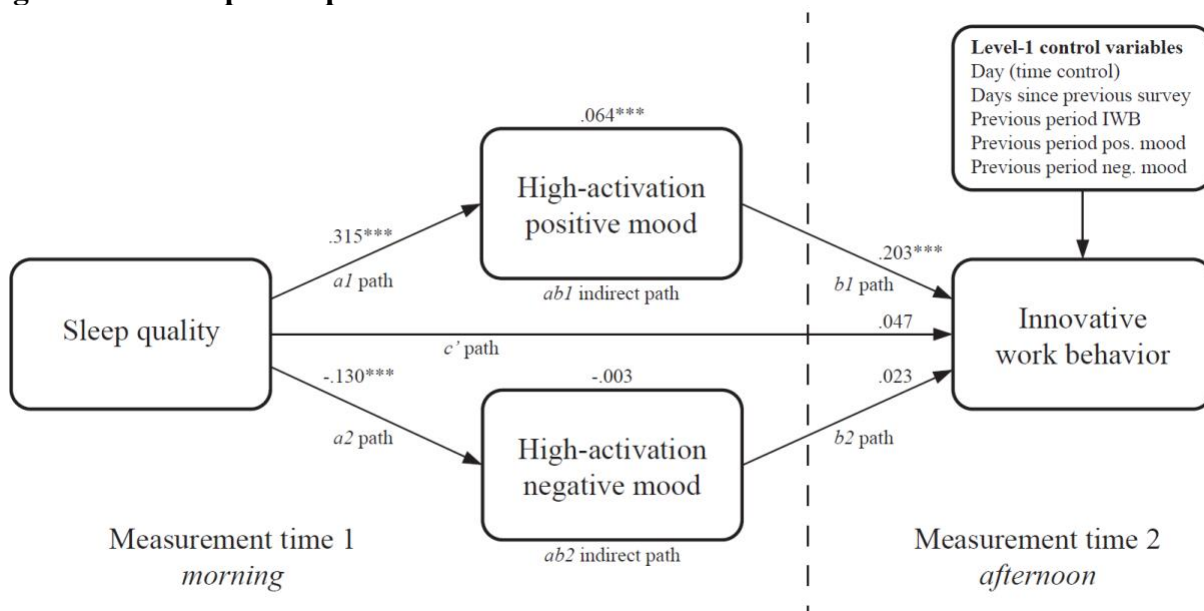 Level-1 control variables
Day (time control)
Days since previous survey
Previous period IWB
Previous period pos. mood
Previous period neg. mood
.064***
High-activation
positive mood
.315***
a1 path
ab1 indirect path
.203***
b1 path
Sleep quality
c' path
.047
Innovative
work behavior
-.130***
a2 path
-.003
High-activation
negative mood
.023
b2 path
ab2 indirect path
Measurement time 1
morning
Measurement time 2
afternoon